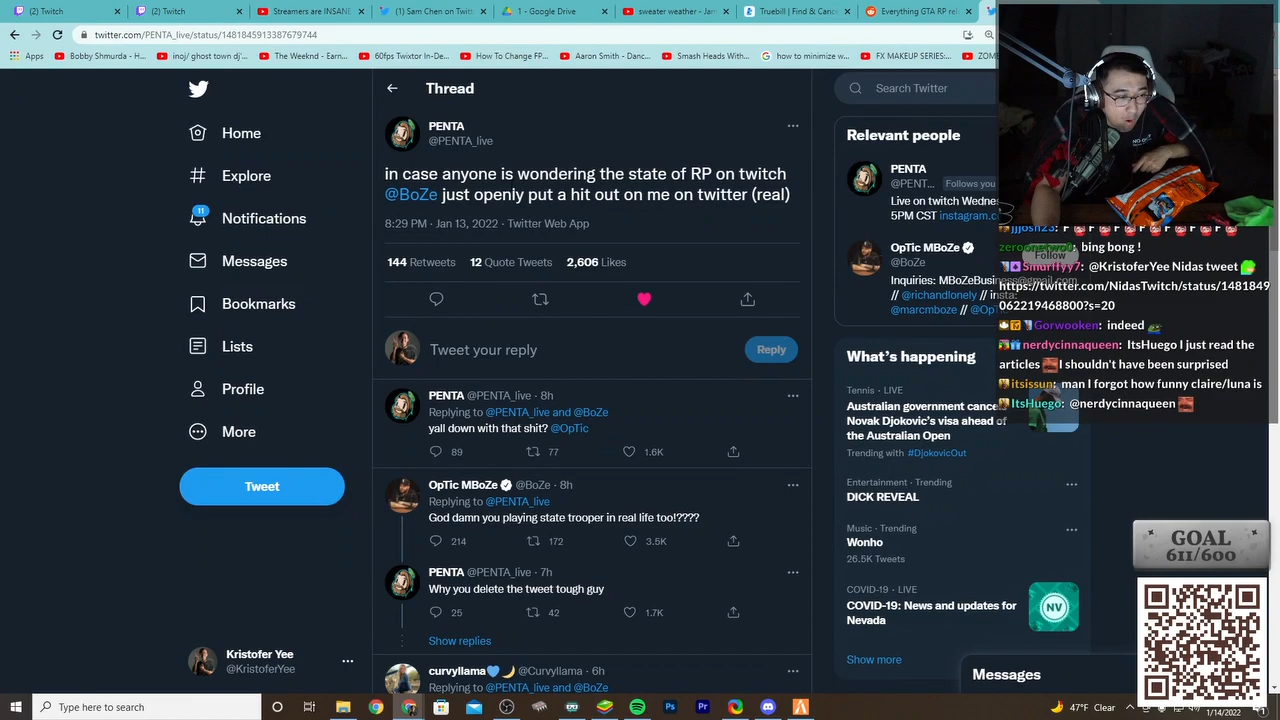 (2) Twitch
(2) Twitch
Streamers are INSANE
(1) Sam Chen on Twitt
1 - Google Drive
sweater weather - Jam
Truebill | Find & Cance
Everything GTA RP rel
twitter.com/PENTA_live/status/1481845913387679744
Apps
Bobby Shmurda - H...
inoj/ ghost town dj'...
The Weeknd - Earn...
60fps Twixtor In-De...
How To Change FP...
Aaron Smith - Danc...
Smash Heads With...
how to minimize w...
FX MAKEUP SERIES:...
ZOM
Home
Explore
11
Notifications
Messages
Bookmarks
Lists
Profile
More
Tweet
Kristofer Yee
@KristoferYee
Thread
PENTA
@PENTA_live
in case anyone is wondering the state of RP on twitch
@BoZe just openly put a hit out on me on twitter (real)
8:29 PM · Jan 13, 2022 · Twitter Web App
144 Retweets 12 Quote Tweets 2,606 Likes
Tweet your reply
Reply
PENTA @PENTA_live · 8h
Replying to @PENTA_live and @BoZe
yall down with that shit? @OpTic
89 77 1.6K
OpTic MBoZe @BoZe · 8h
Replying to @PENTA_live
God damn you playing state trooper in real life too!????
214 172 3.5K
PENTA @PENTA_live · 7h
Why you delete the tweet tough guy
25 42 1.7K
Show replies
curvyllama @Curvyllama · 6h
Replying to @PENTA_live and @BoZe
Search Twitter
Relevant people
PENTA
@PENT... Follows you
Live on twitch Wednes
5PM CST instagram.c
OpTic MBoZe
@BoZe
Follow
Inquiries: MBoZeBusiness@gmail.com
// @richandlonely // insta:
@marcmboze // @OpTi
What's happening
Tennis · LIVE
Australian government cance
Novak Djokovic's visa ahead of
the Australian Open
Trending with #DjokovicOut
Entertainment · Trending
DICK REVEAL
Music · Trending
Wonho
26.5K Tweets
COVID-19 · LIVE
COVID-19: News and updates for
Nevada
Show more
Messages
jjjosh23: F F F F F F
zeroonetwo0: bing bong !
Smurffyy7: @KristoferYee Nidas tweet
https://twitter.com/NidasTwitch/status/1481849
062219468800?s=20
Gorwooken: indeed
nerdycinnaqueen: ItsHuego I just read the
articles I shouldn't have been surprised
itsissun: man I forgot how funny claire/luna is
ItsHuego: @nerdycinnaqueen
GOAL
611/600
Type here to search
47°F Clear
1/14/2022